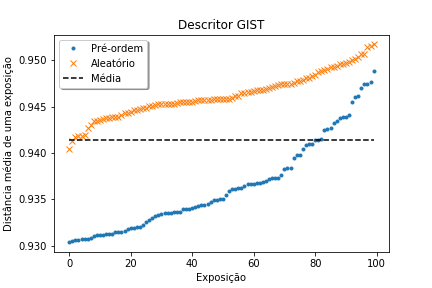 Descritor GIST
Pré-ordem
Aleatório
Média
Distância média de uma exposição
0.950
0.945
0.940
0.935
0.930
0 20 40 60 80 100
Exposição